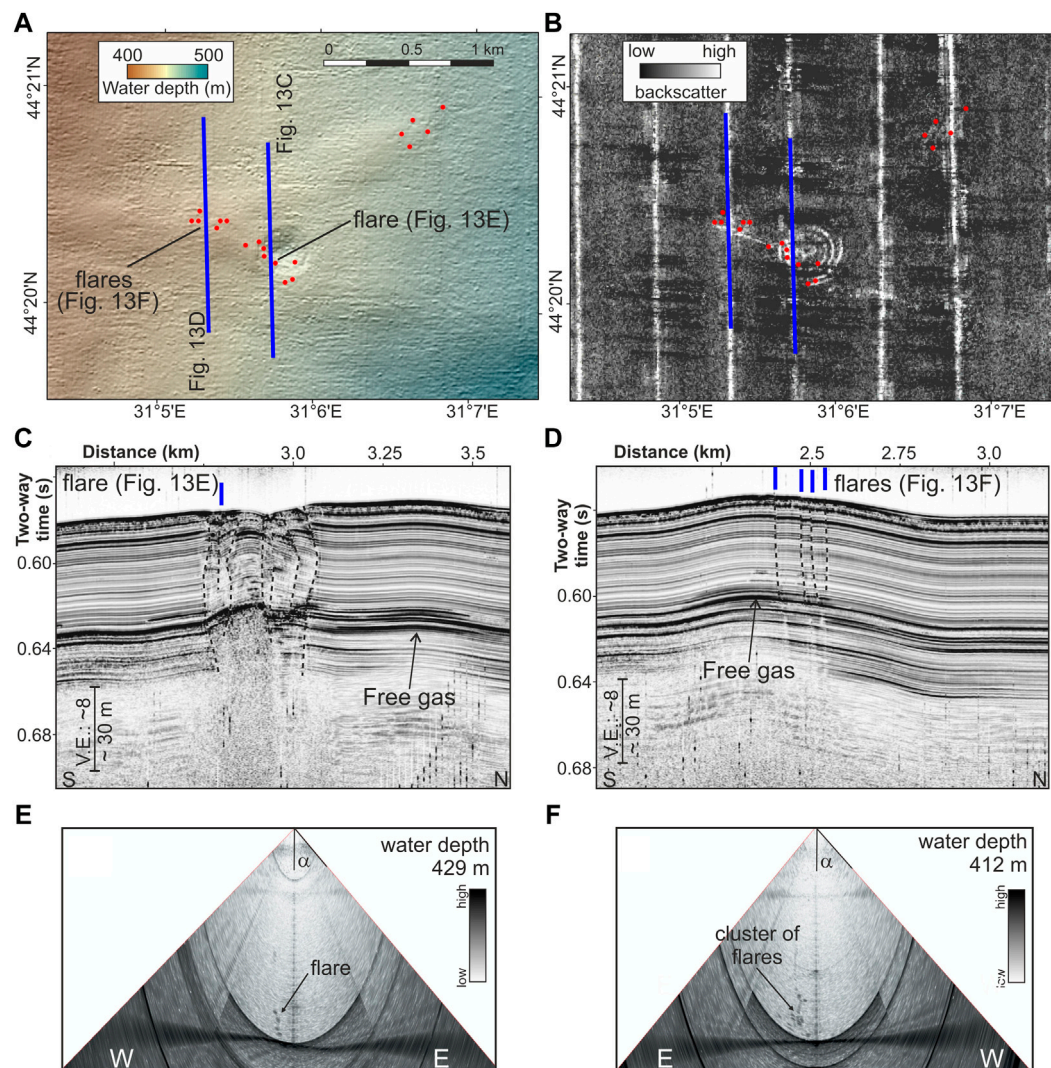 A
400 500
Water depth (m)
0 0.5 1 km
Fig. 13C
44°21'N
flare (Fig. 13E)
flares
(Fig. 13F)
44°20'N
Fig. 13D
31°5'E 31°6'E 31°7'E
B
low high
backscatter
44°21'N
44°20'N
31°5'E 31°6'E 31°7'E
C
Distance (km) 3.0 3.25 3.5
flare (Fig. 13E)
Two-way
time (s)
0.60
0.64
Free gas
V.E.: ~8
~ 30 m
0.68
S N
D
Distance (km) 2.5 2.75 3.0
flares (Fig. 13F)
Two-way
time (s)
0.60
Free gas
0.64
V.E.: ~8
~ 30 m
0.68
S N
E
water depth
429 m
α
high
low
flare
W E
F
water depth
412 m
α
high
low
cluster of
flares
E W